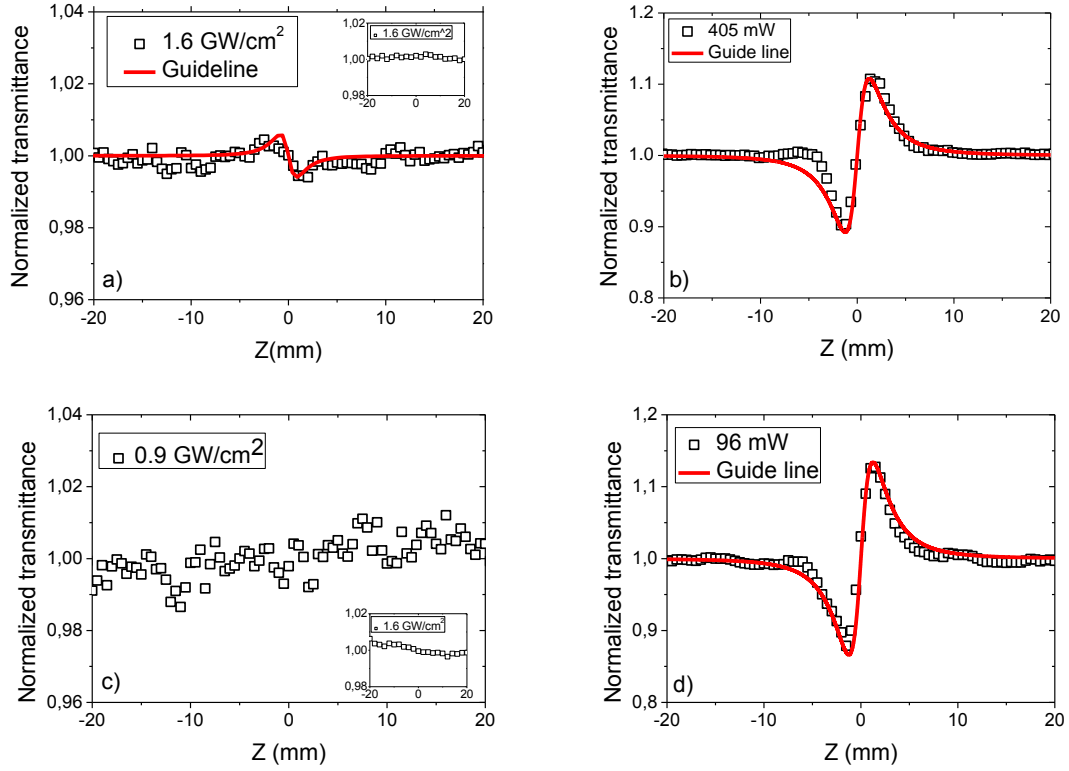 1,04
1,02
1,00
0,98
0,96
Normalized transmittance
1.6 GW/cm²
Guideline
1,02
1,00
0,98
1.6 GW/cm^2
-20 0 20
a)
-20 -10 0 10 20
Z(mm)
1.2
1.1
1.0
0.9
0.8
Normalized transmittance
405 mW
Guide line
b)
-20 -10 0 10 20
Z (mm)
1,04
1,02
1,00
0,98
0,96
Normalized transmittance
0.9 GW/cm²
1,02
1,00
0,98
1.6 GW/cm²
-20 0 20
c)
-20 -10 0 10 20
Z (mm)
1,2
1,1
1,0
0,9
0,8
Normalized transmittance
96 mW
Guide line
d)
-20 -10 0 10 20
Z (mm)